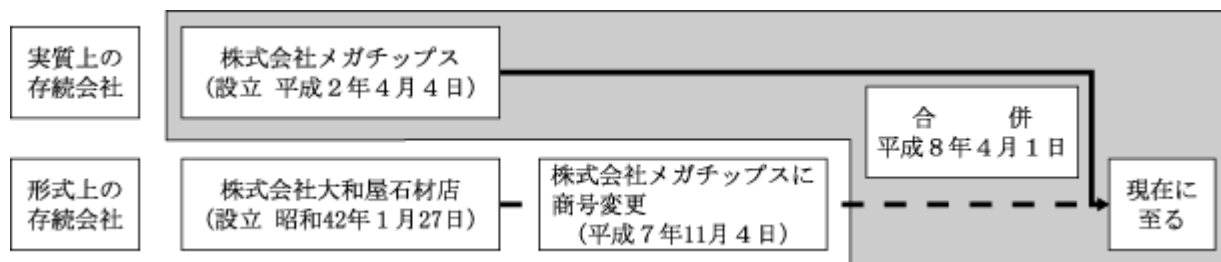 実質上の
存続会社
株式会社メガチップス
(設立 平成2年4月4日)
合 併
平成8年4月1日
形式上の
存続会社
株式会社大和屋石材店
(設立 昭和42年1月27日)
株式会社メガチップスに
商号変更
(平成7年11月4日)
現在に
至る